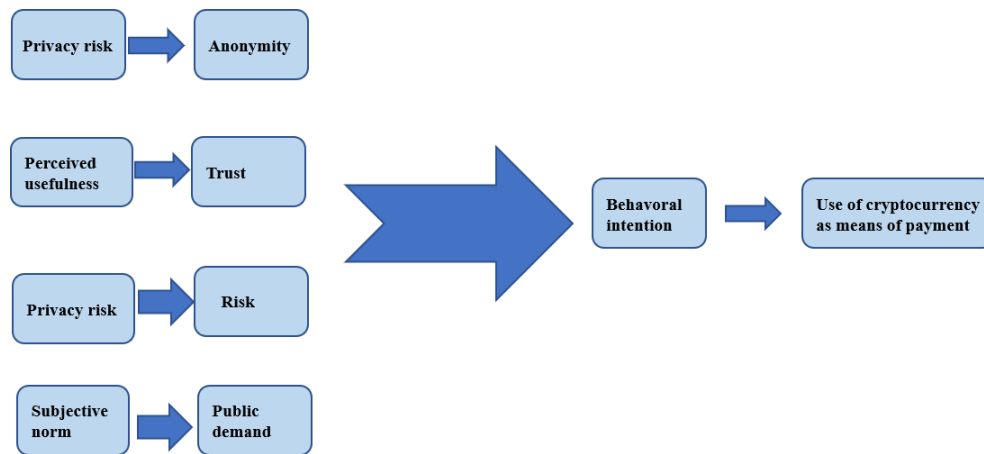 Privacy risk
Anonymity
Perceived
usefulness
Trust
Privacy risk
Risk
Subjective
norm
Public
demand
Behavoral
intention
Use of cryptocurrency
as means of payment